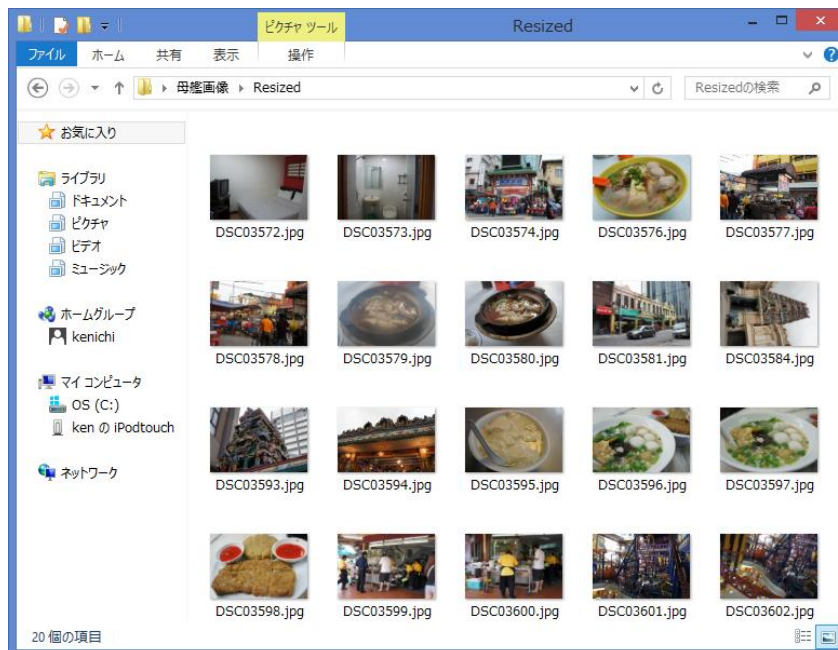 ピクチャ ツール
Resized
ファイル ホーム 共有 表示 操作
母艦画像 Resized
Resizedの検索
お気に入り
ライブラリ
ドキュメント
ピクチャ
ビデオ
ミュージック
ホームグループ
kenichi
マイ コンピュータ
OS (C:)
ken の iPodtouch
ネットワーク
DSC03572.jpg DSC03573.jpg DSC03574.jpg DSC03576.jpg DSC03577.jpg
DSC03578.jpg DSC03579.jpg DSC03580.jpg DSC03581.jpg DSC03584.jpg
DSC03593.jpg DSC03594.jpg DSC03595.jpg DSC03596.jpg DSC03597.jpg
DSC03598.jpg DSC03599.jpg DSC03600.jpg DSC03601.jpg DSC03602.jpg
20 個の項目